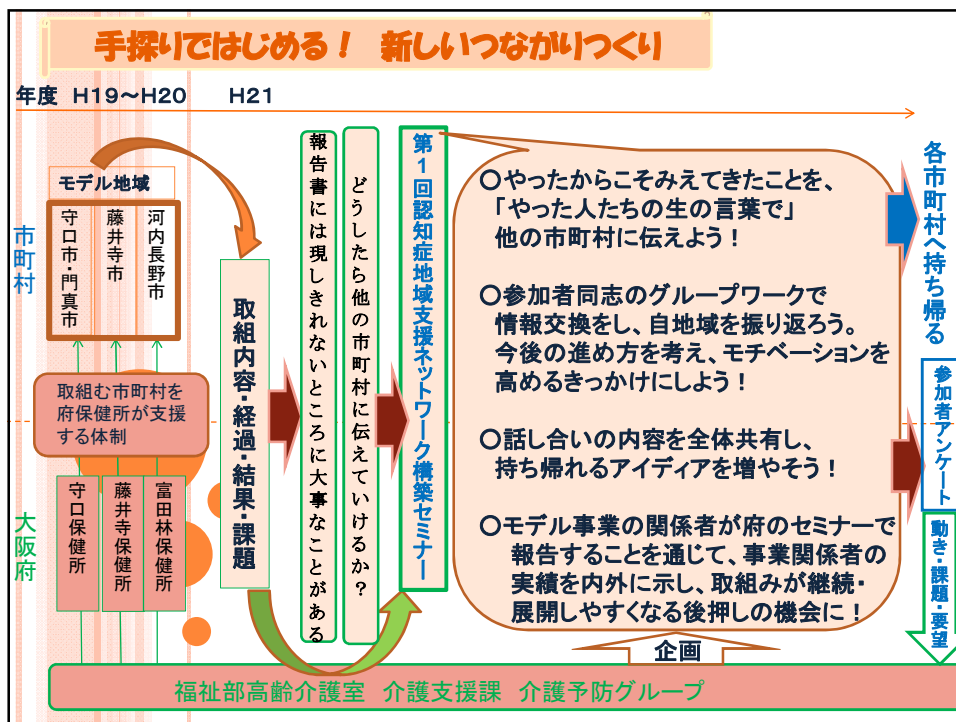 手探りではじめる！　新しいつながりつくり
年度　H19～H20　　H21
モデル地域
守口市・門真市
藤井寺市
河内長野市
市町村
取組む市町村を
府保健所が支援
する体制
守口保健所
藤井寺保健所
富田林保健所
大阪府
取組内容・経過・結果・課題
報告書には現しきれないところに大事なことがある
どうしたら他の市町村に伝えていけるか？
第1回認知症地域支援ネットワーク構築セミナー
○やったからこそみえてきたことを、
「やった人たちの生の言葉で」
他の市町村に伝えよう！
○参加者同志のグループワークで
情報交換をし、自地域を振り返ろう。
今後の進め方を考え、モチベーションを
高めるきっかけにしよう！
○話し合いの内容を全体共有し、
持ち帰れるアイディアを増やそう！
○モデル事業の関係者が府のセミナーで
報告することを通じて、事業関係者の
実績を内外に示し、取組みが継続・
展開しやすくなる後押しの機会に！
各市町村へ持ち帰る
参加者アンケート
動き・課題・要望
企画
福祉部高齢介護室　介護支援課　介護予防グループ